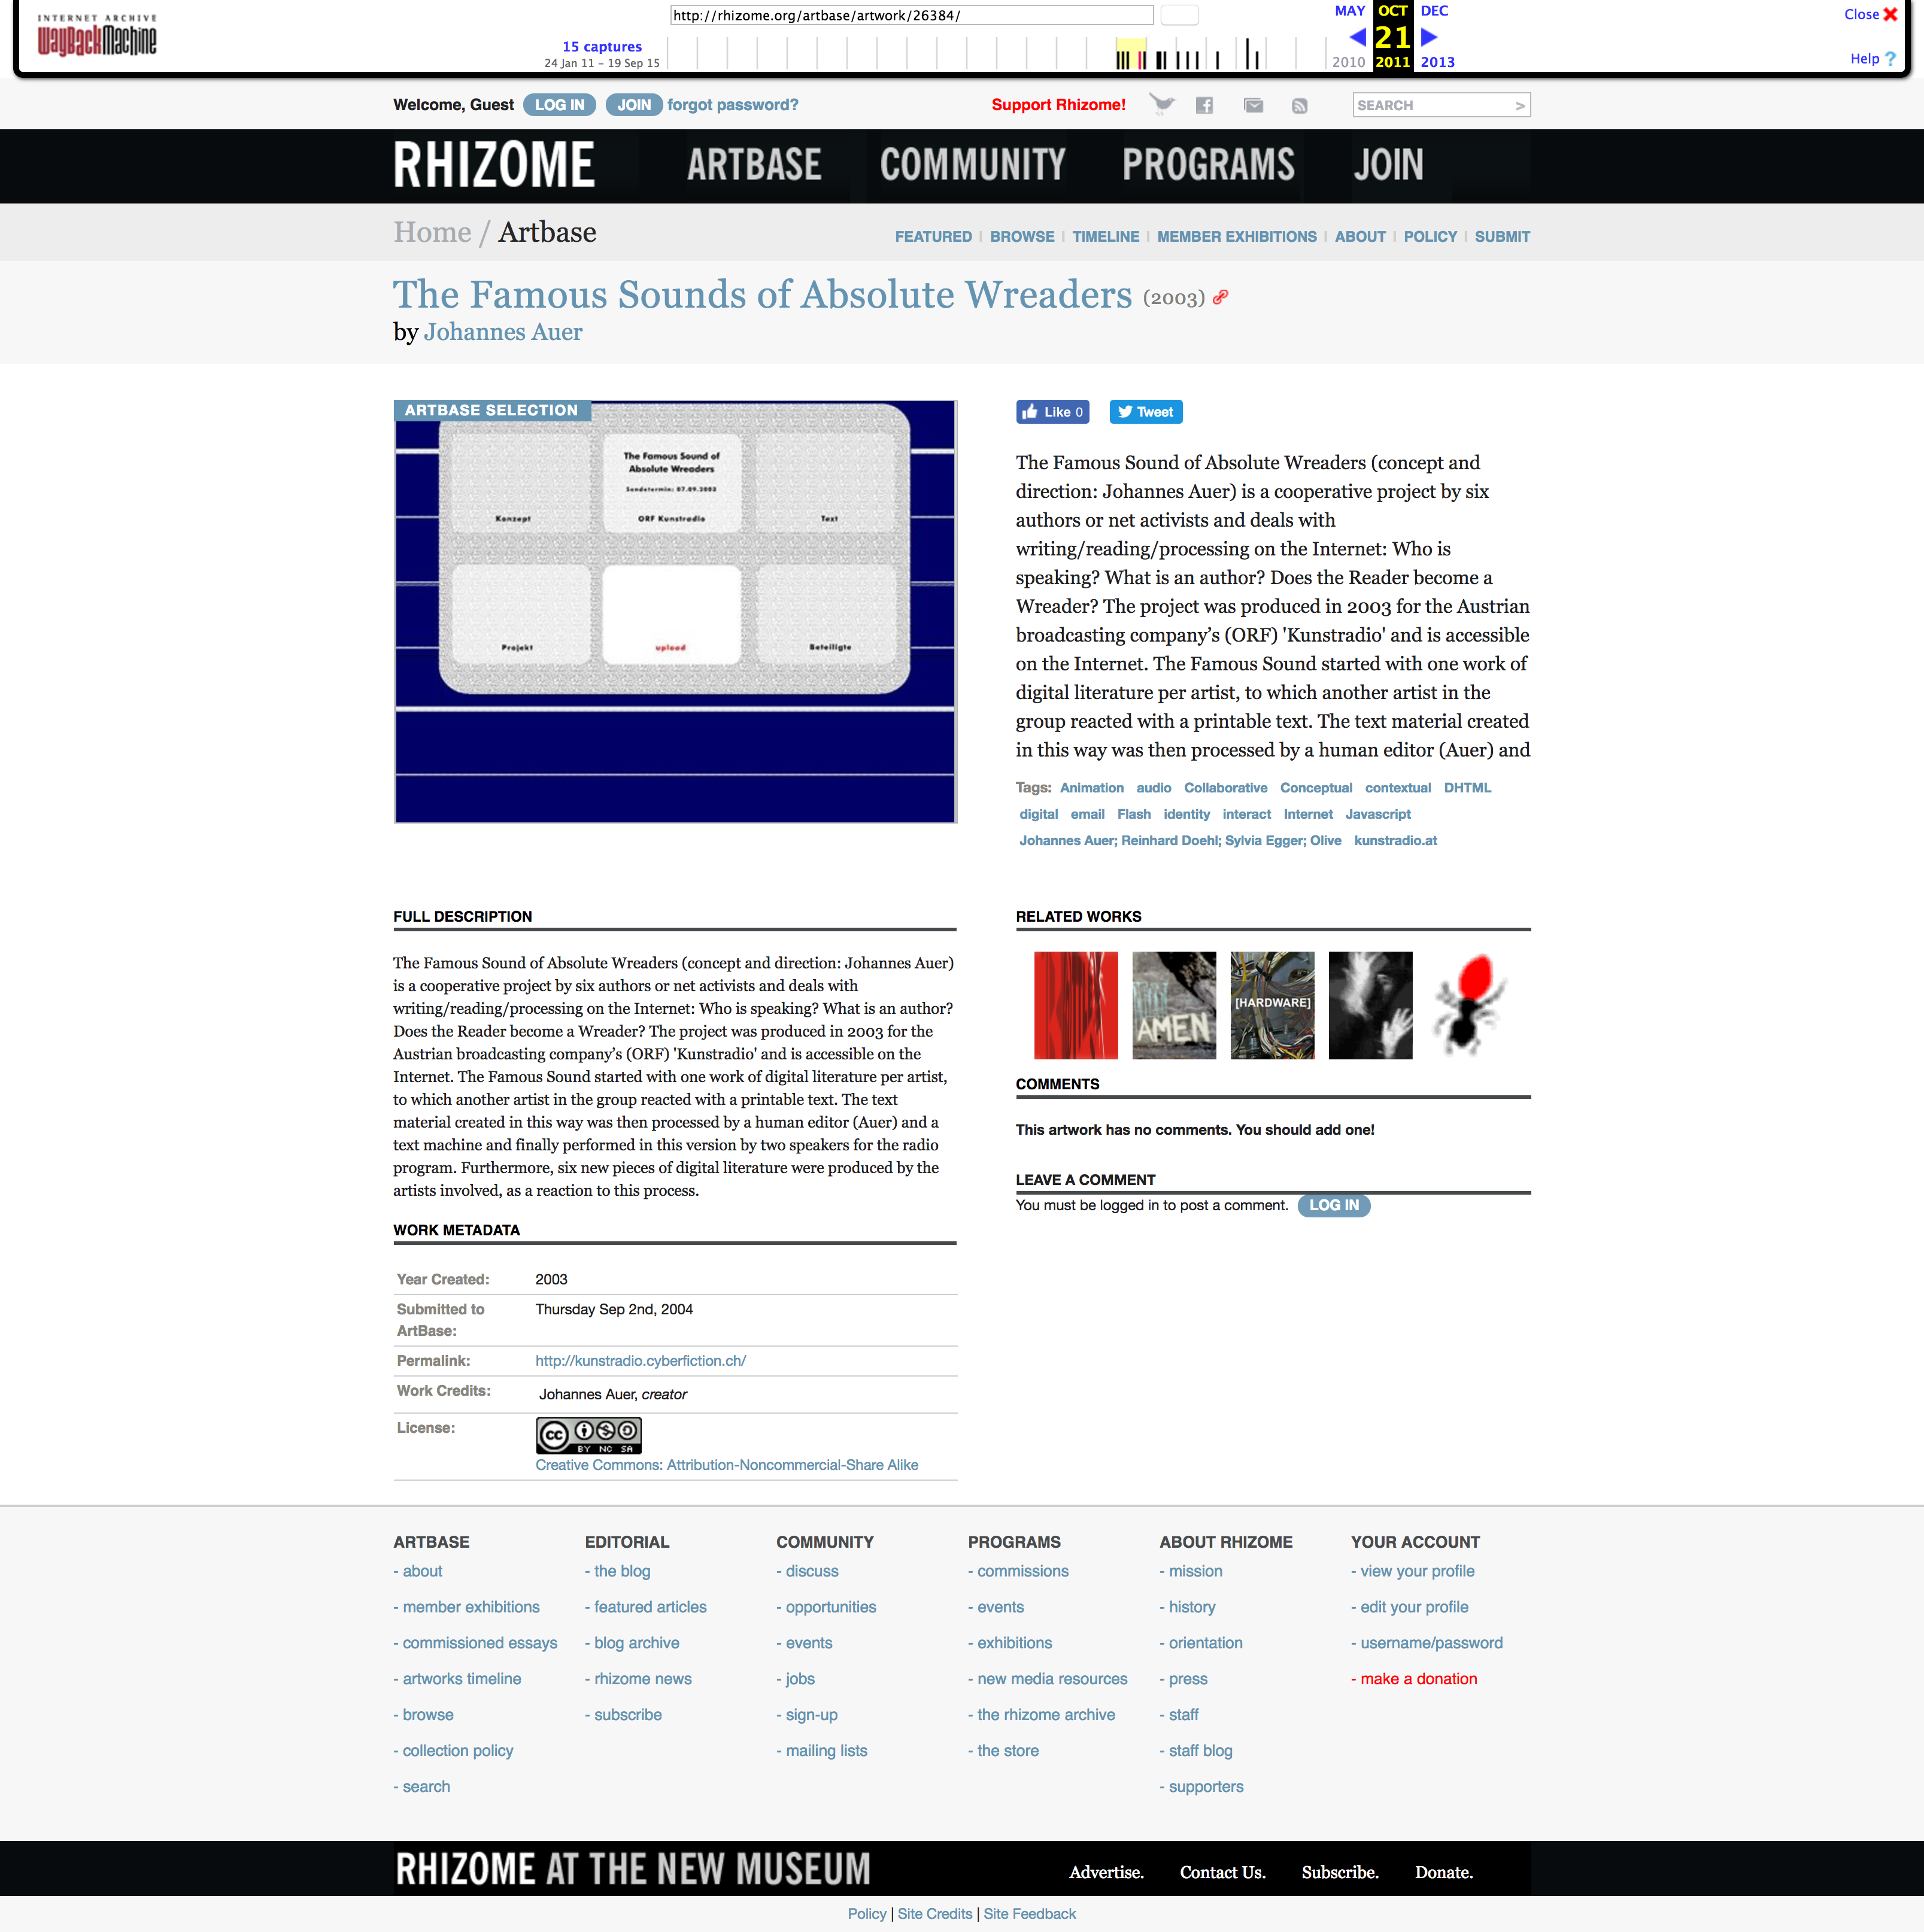 INTERNET ARCHIVE
WayBackMachine
http://rhizome.org/artbase/artwork/26384/
15 captures
24 Jan 11 – 19 Sep 15
MAY OCT DEC
21
2010 2011 2013
Close
Help ?
Welcome, Guest LOG IN JOIN forgot password?
Support Rhizome!
SEARCH >
RHIZOME ARTBASE COMMUNITY PROGRAMS JOIN
Home / Artbase
FEATURED | BROWSE | TIMELINE | MEMBER EXHIBITIONS | ABOUT | POLICY | SUBMIT
The Famous Sounds of Absolute Wreaders (2003)
by Johannes Auer
ARTBASE SELECTION
The Famous Sound of
Absolute Wreaders
Sendetermin: 07.09.2003
Konzept ORF Kunstradio Text
Projekt upload Beteiligte
Like 0 Tweet
The Famous Sound of Absolute Wreaders (concept and
direction: Johannes Auer) is a cooperative project by six
authors or net activists and deals with
writing/reading/processing on the Internet: Who is
speaking? What is an author? Does the Reader become a
Wreader? The project was produced in 2003 for the Austrian
broadcasting company’s (ORF) 'Kunstradio' and is accessible
on the Internet. The Famous Sound started with one work of
digital literature per artist, to which another artist in the
group reacted with a printable text. The text material created
in this way was then processed by a human editor (Auer) and
Tags: Animation audio Collaborative Conceptual contextual DHTML
digital email Flash identity interact Internet Javascript
Johannes Auer; Reinhard Doehl; Sylvia Egger; Olive kunstradio.at
FULL DESCRIPTION
The Famous Sound of Absolute Wreaders (concept and direction: Johannes Auer)
is a cooperative project by six authors or net activists and deals with
writing/reading/processing on the Internet: Who is speaking? What is an author?
Does the Reader become a Wreader? The project was produced in 2003 for the
Austrian broadcasting company’s (ORF) 'Kunstradio' and is accessible on the
Internet. The Famous Sound started with one work of digital literature per artist,
to which another artist in the group reacted with a printable text. The text
material created in this way was then processed by a human editor (Auer) and a
text machine and finally performed in this version by two speakers for the radio
program. Furthermore, six new pieces of digital literature were produced by the
artists involved, as a reaction to this process.
WORK METADATA
Year Created: 2003
Submitted to Thursday Sep 2nd, 2004
ArtBase:
Permalink: http://kunstradio.cyberfiction.ch/
Work Credits: Johannes Auer, creator
License:
cc BY NC SA
Creative Commons: Attribution-Noncommercial-Share Alike
RELATED WORKS
AMEN
[HARDWARE]
COMMENTS
This artwork has no comments. You should add one!
LEAVE A COMMENT
You must be logged in to post a comment. LOG IN
ARTBASE
- about
- member exhibitions
- commissioned essays
- artworks timeline
- browse
- collection policy
- search
EDITORIAL
- the blog
- featured articles
- blog archive
- rhizome news
- subscribe
COMMUNITY
- discuss
- opportunities
- events
- jobs
- sign-up
- mailing lists
PROGRAMS
- commissions
- events
- exhibitions
- new media resources
- the rhizome archive
- the store
ABOUT RHIZOME
- mission
- history
- orientation
- press
- staff
- staff blog
- supporters
YOUR ACCOUNT
- view your profile
- edit your profile
- username/password
- make a donation
RHIZOME AT THE NEW MUSEUM
Advertise. Contact Us. Subscribe. Donate.
Policy | Site Credits | Site Feedback